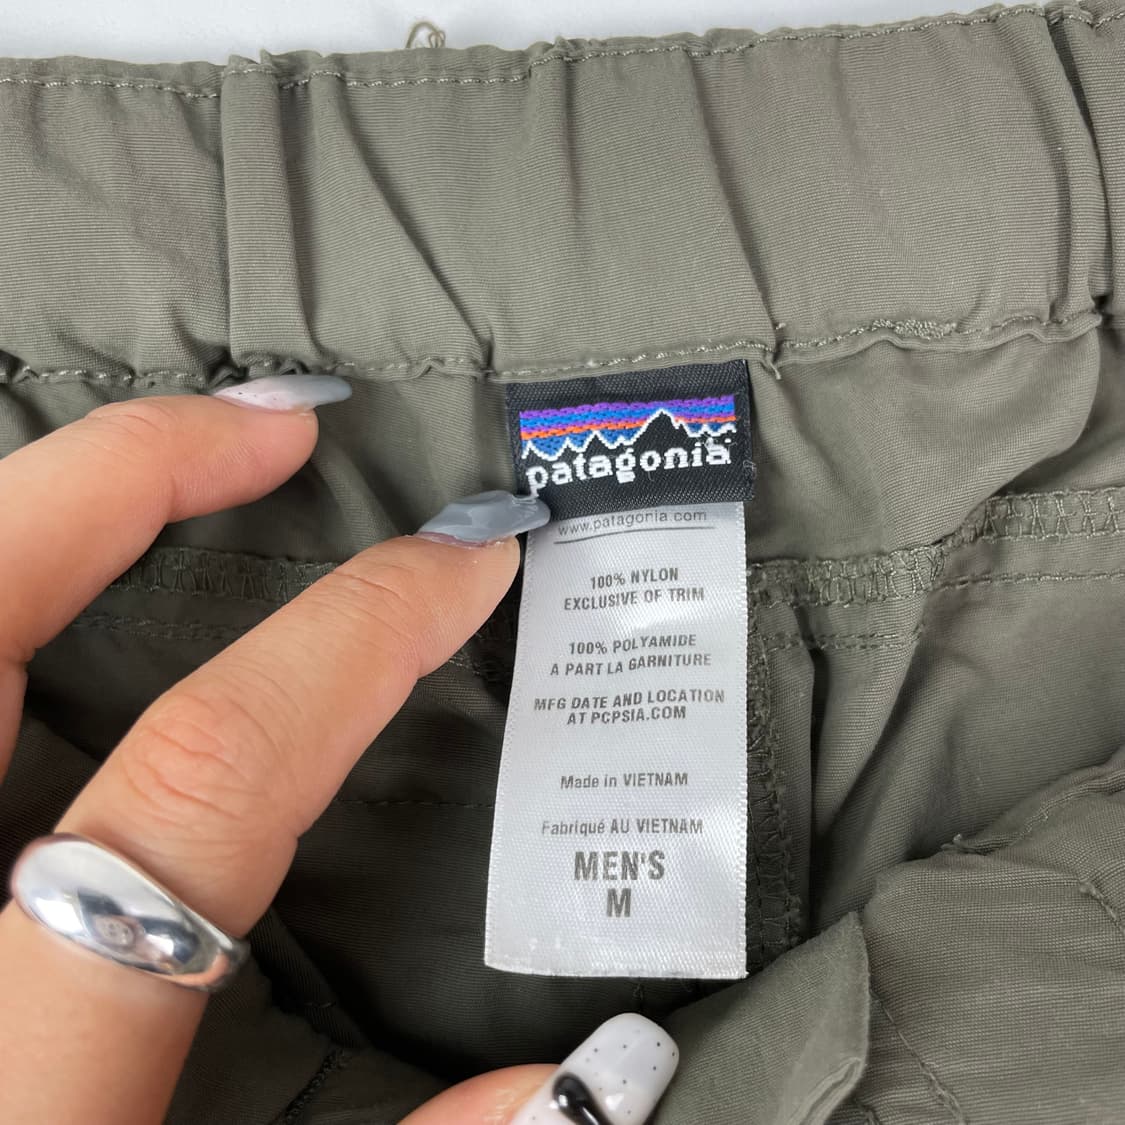 patagonia
www.patagonia.com
100% NYLON
EXCLUSIVE OF TRIM
100% POLYAMIDE
A PART LA GARNITURE
MFG DATE AND LOCATION
AT PCPSIA.COM
Made in VIETNAM
Fabriqué AU VIETNAM
MEN'S
M